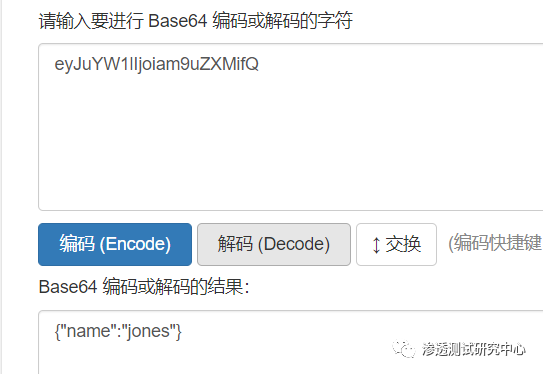 请输入要进行 Base64 编码或解码的字符
eyJuYW1lIjoiam9uZXMifQ
编码 (Encode) 解码 (Decode) ↕ 交换 (编码快捷键
Base64 编码或解码的结果：
{"name":"jones"}
渗透测试研究中心